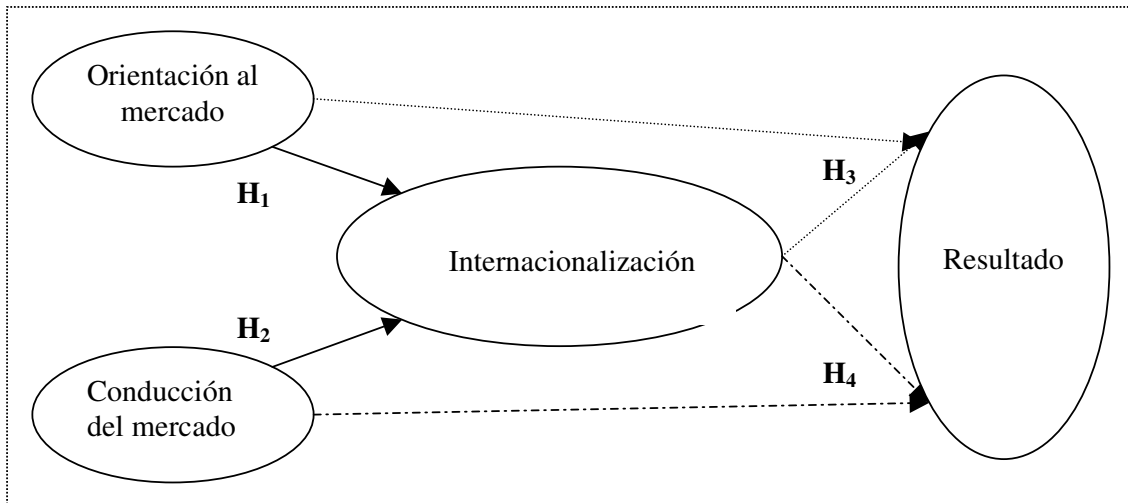 Orientación al
mercado
H₁
H₃
Internacionalización
Resultado
H₂
H₄
Conducción
del mercado